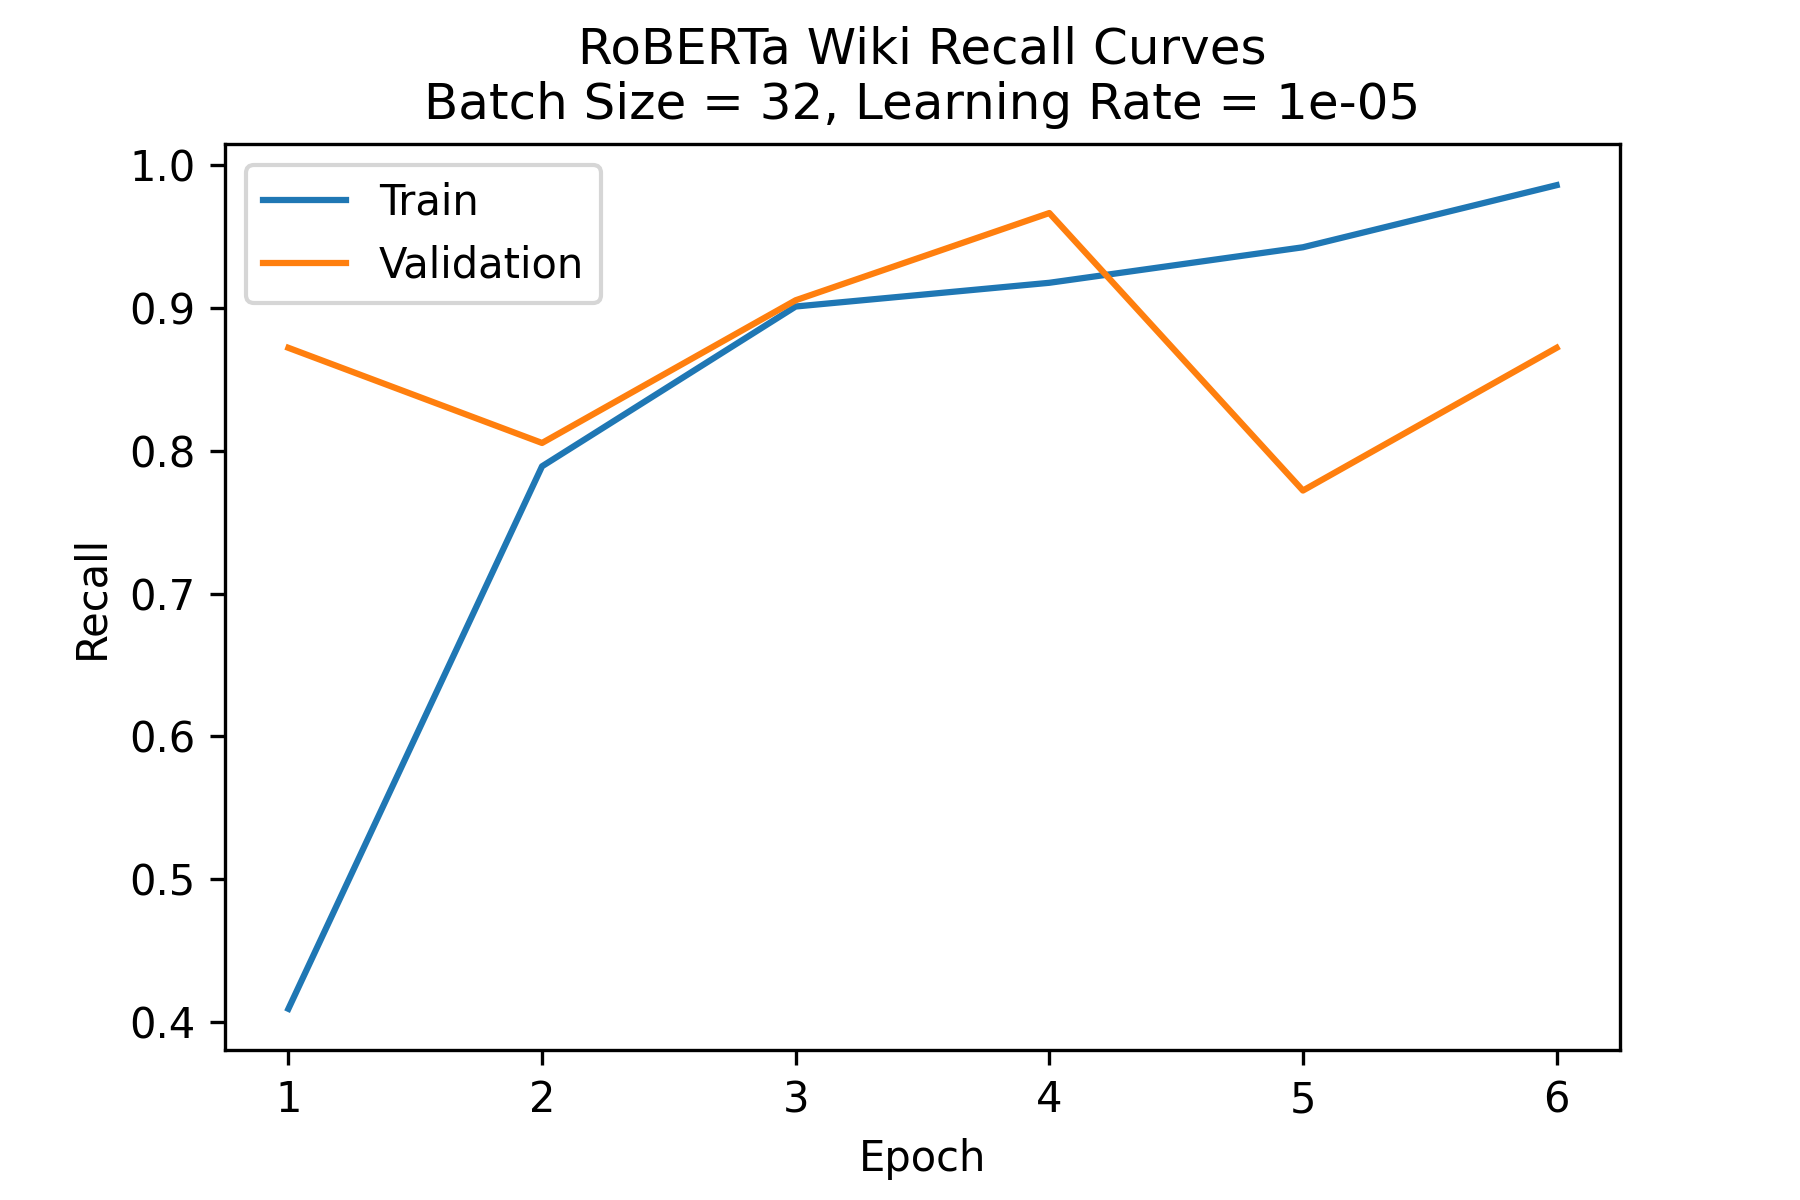 RoBERTa Wiki Recall Curves
Batch Size = 32, Learning Rate = 1e-05
Train
Validation
Recall
1.0
0.9
0.8
0.7
0.6
0.5
0.4
1 2 3 4 5 6
Epoch